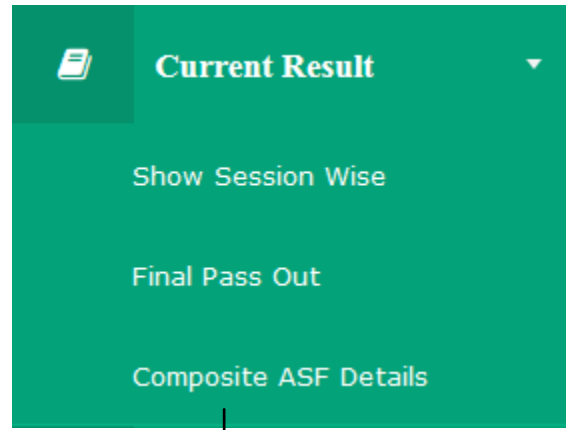 Current Result
Show Session Wise
Final Pass Out
Composite ASF Details